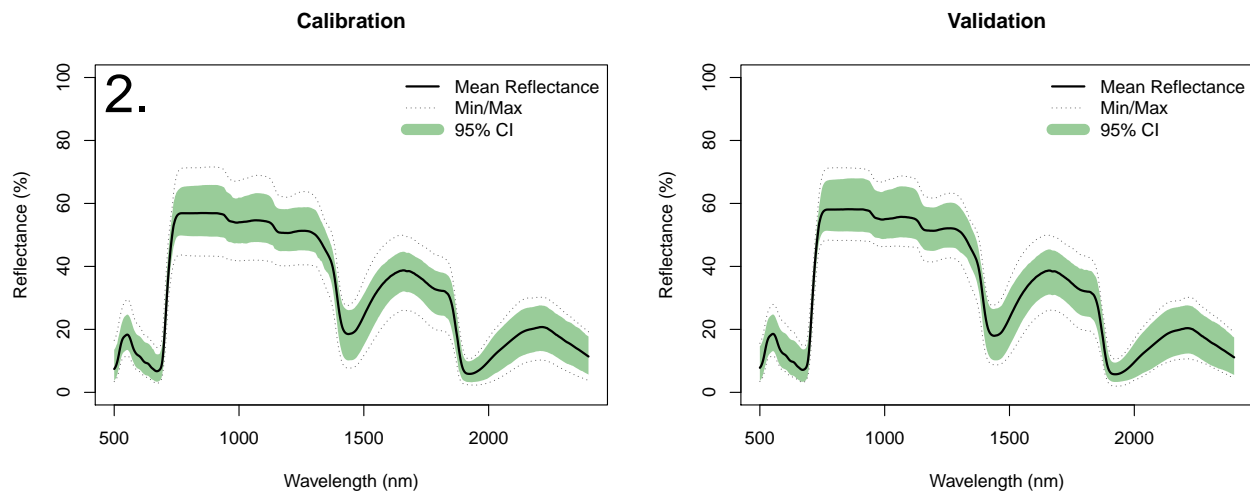 Calibration
2.
Mean Reflectance
Min/Max
95% CI
Reflectance (%)
100
80
60
40
20
0
500
1000
1500
2000
Wavelength (nm)
Validation
Mean Reflectance
Min/Max
95% CI
Reflectance (%)
100
80
60
40
20
0
500
1000
1500
2000
Wavelength (nm)